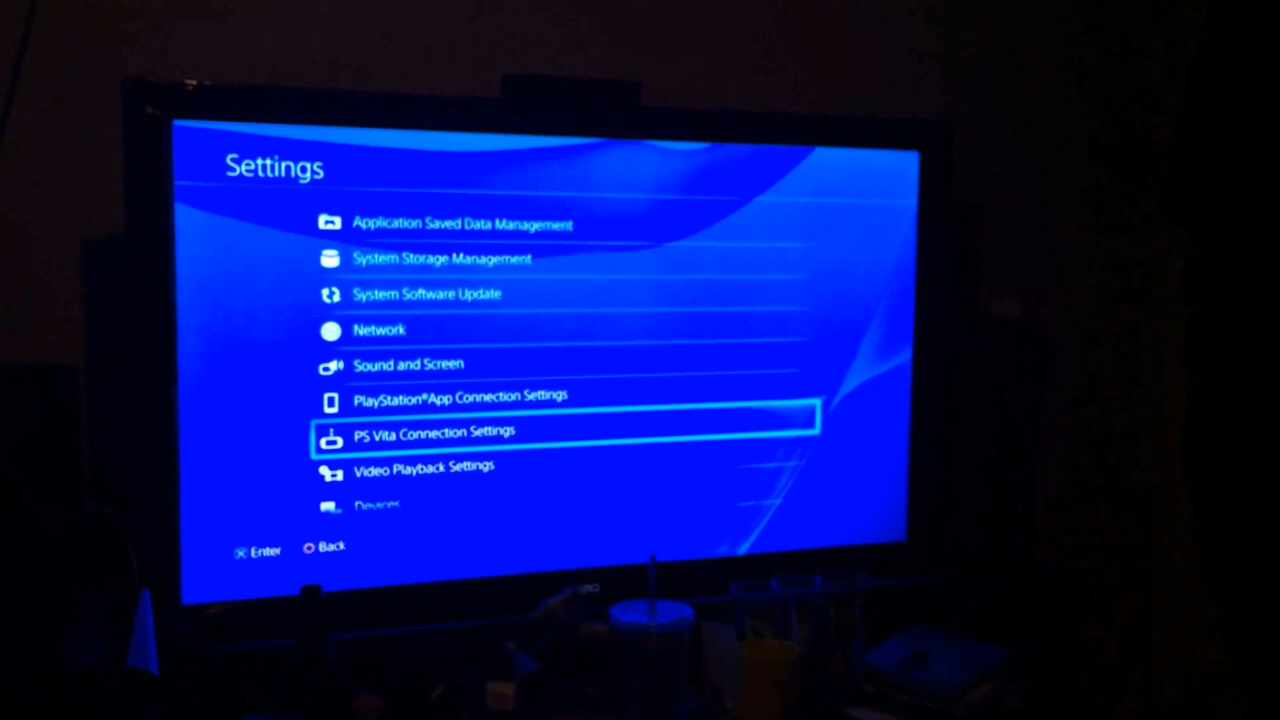 Settings
Application Saved Data Management
System Storage Management
System Software Update
Network
Sound and Screen
PlayStation®App Connection Settings
PS Vita Connection Settings
Video Playback Settings
Devices
Enter
Back